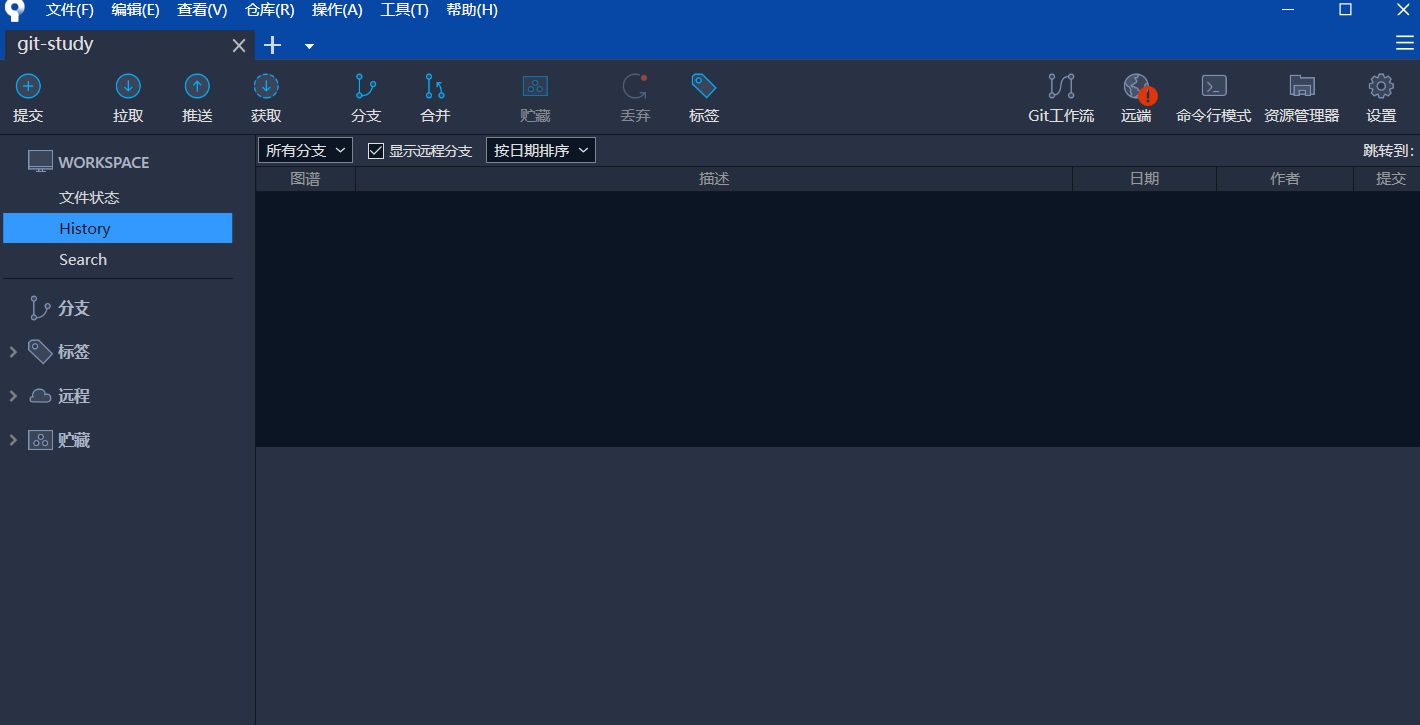 文件(F) 编辑(E) 查看(V) 仓库(R) 操作(A) 工具(T) 帮助(H)
git-study
提交 拉取 推送 获取 分支 合并 贮藏 丢弃 标签 Git工作流 远端 命令行模式 资源管理器 设置
WORKSPACE
所有分支 显示远程分支 按日期排序 跳转到:
图谱 描述 日期 作者 提交
文件状态
History
Search
分支
标签
远程
贮藏